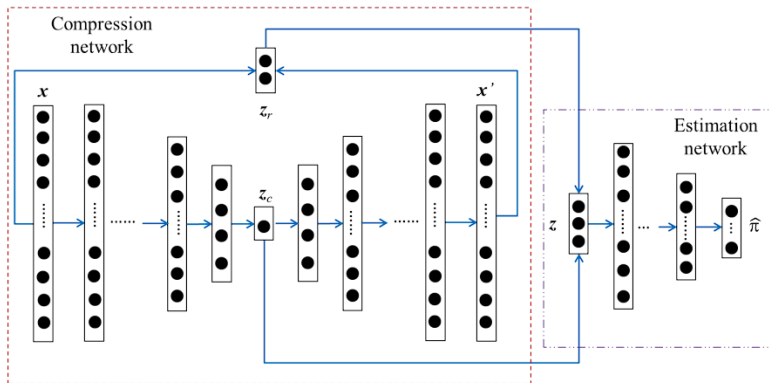 Compression
network
x
z_r
x'
z_c
Estimation
network
z
π̂